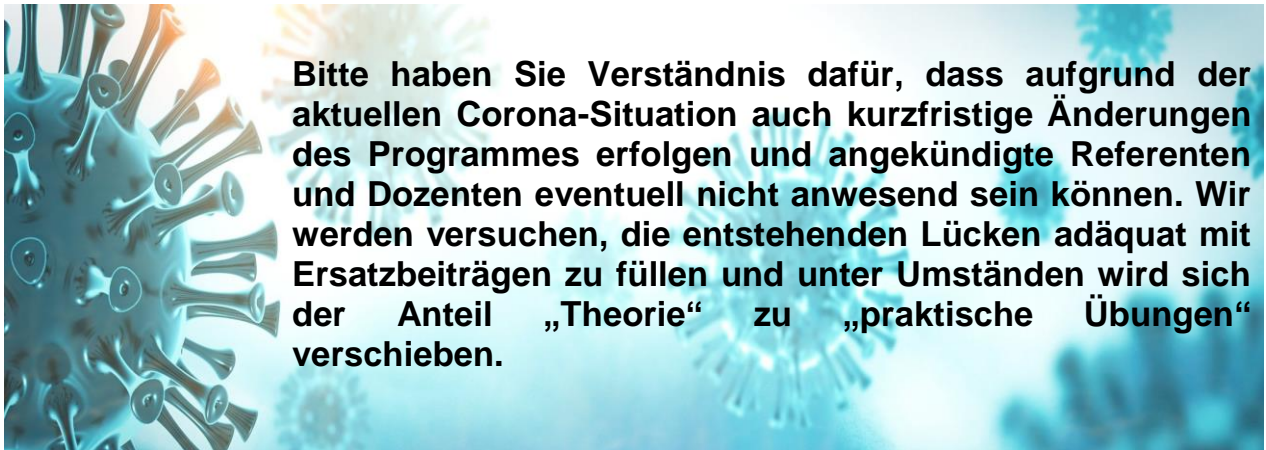 Bitte haben Sie Verständnis dafür, dass aufgrund der
aktuellen Corona-Situation auch kurzfristige Änderungen
des Programmes erfolgen und angekündigte Referenten
und Dozenten eventuell nicht anwesend sein können. Wir
werden versuchen, die entstehenden Lücken adäquat mit
Ersatzbeiträgen zu füllen und unter Umständen wird sich
der Anteil „Theorie“ zu „praktische Übungen“
verschieben.